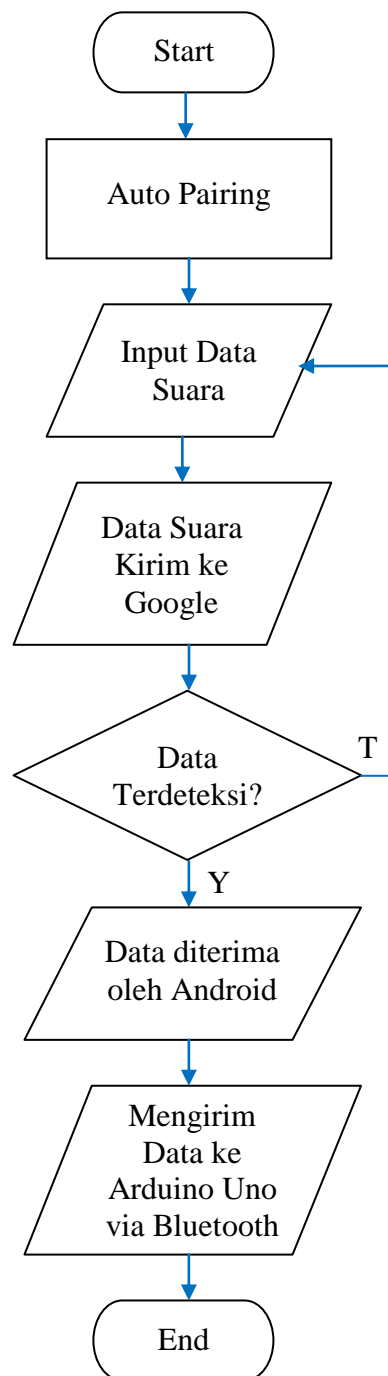 Start
Auto Pairing
Input Data
Suara
Data Suara
Kirim ke
Google
Data
Terdeteksi?
T
Y
Data diterima
oleh Android
Mengirim
Data ke
Arduino Uno
via Bluetooth
End